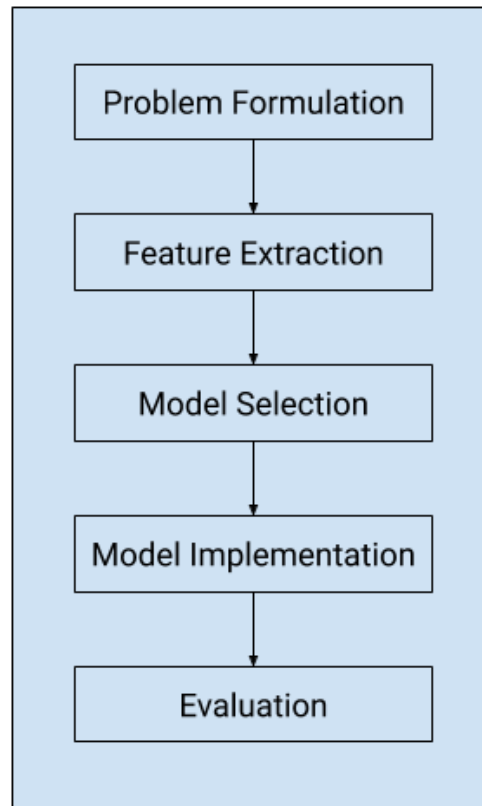 Problem Formulation
Feature Extraction
Model Selection
Model Implementation
Evaluation